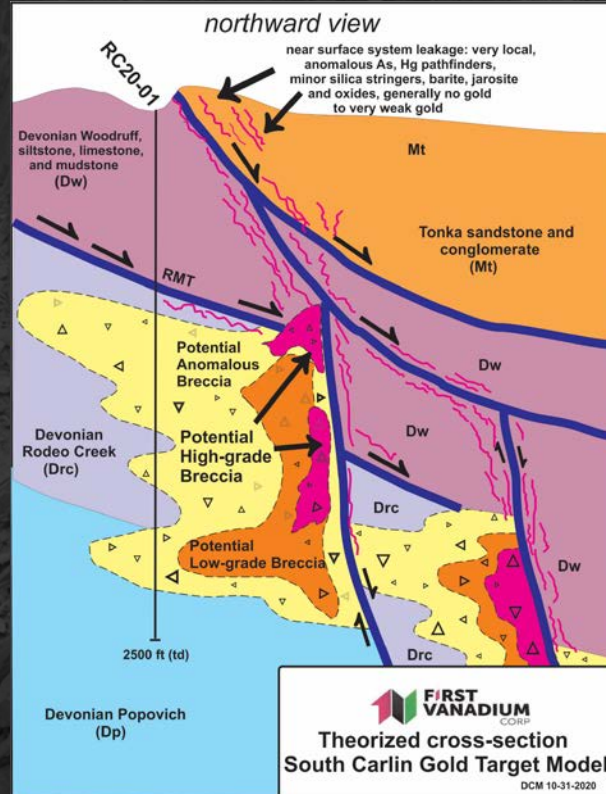 northward view
near surface system leakage: very local,
anomalous As, Hg pathfinders,
minor silica stringers, barite, jarosite
and oxides, generally no gold
to very weak gold
RC20-01
Devonian Woodruff,
siltstone, limestone,
and mudstone
(Dw)
Mt
Tonka sandstone and
conglomerate
(Mt)
RMT
Potential
Anomalous
Breccia
Dw
Devonian
Rodeo Creek
(Drc)
Potential
High-grade
Breccia
Dw
Drc
Potential
Low-grade Breccia
Dw
2500 ft (td)
Drc
Devonian Popovich
(Dp)
FIRST
VANADIUM
CORP
Theorized cross-section
South Carlin Gold Target Model
DCM 10-31-2020